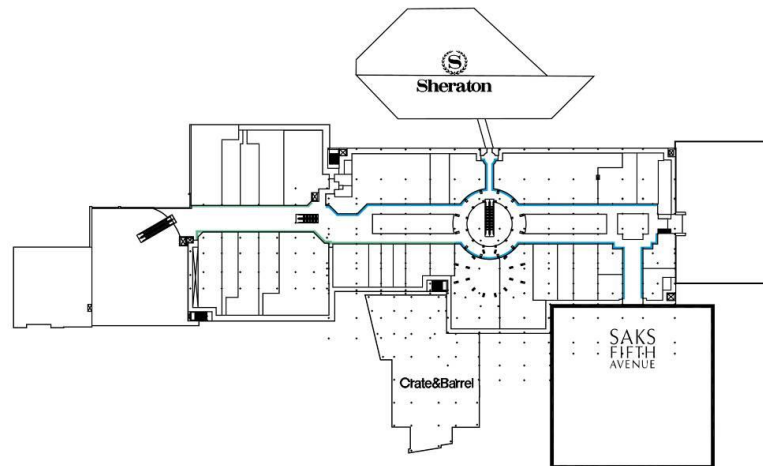 S
Sheraton
Crate&Barrel
SAKS
FIFTH
AVENUE